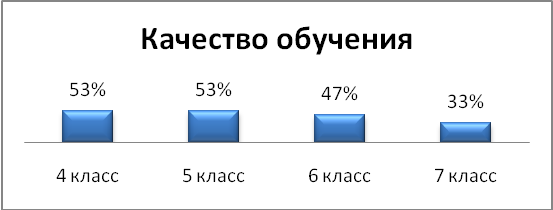 Качество обучения
53% 53% 47% 33%
4 класс 5 класс 6 класс 7 класс